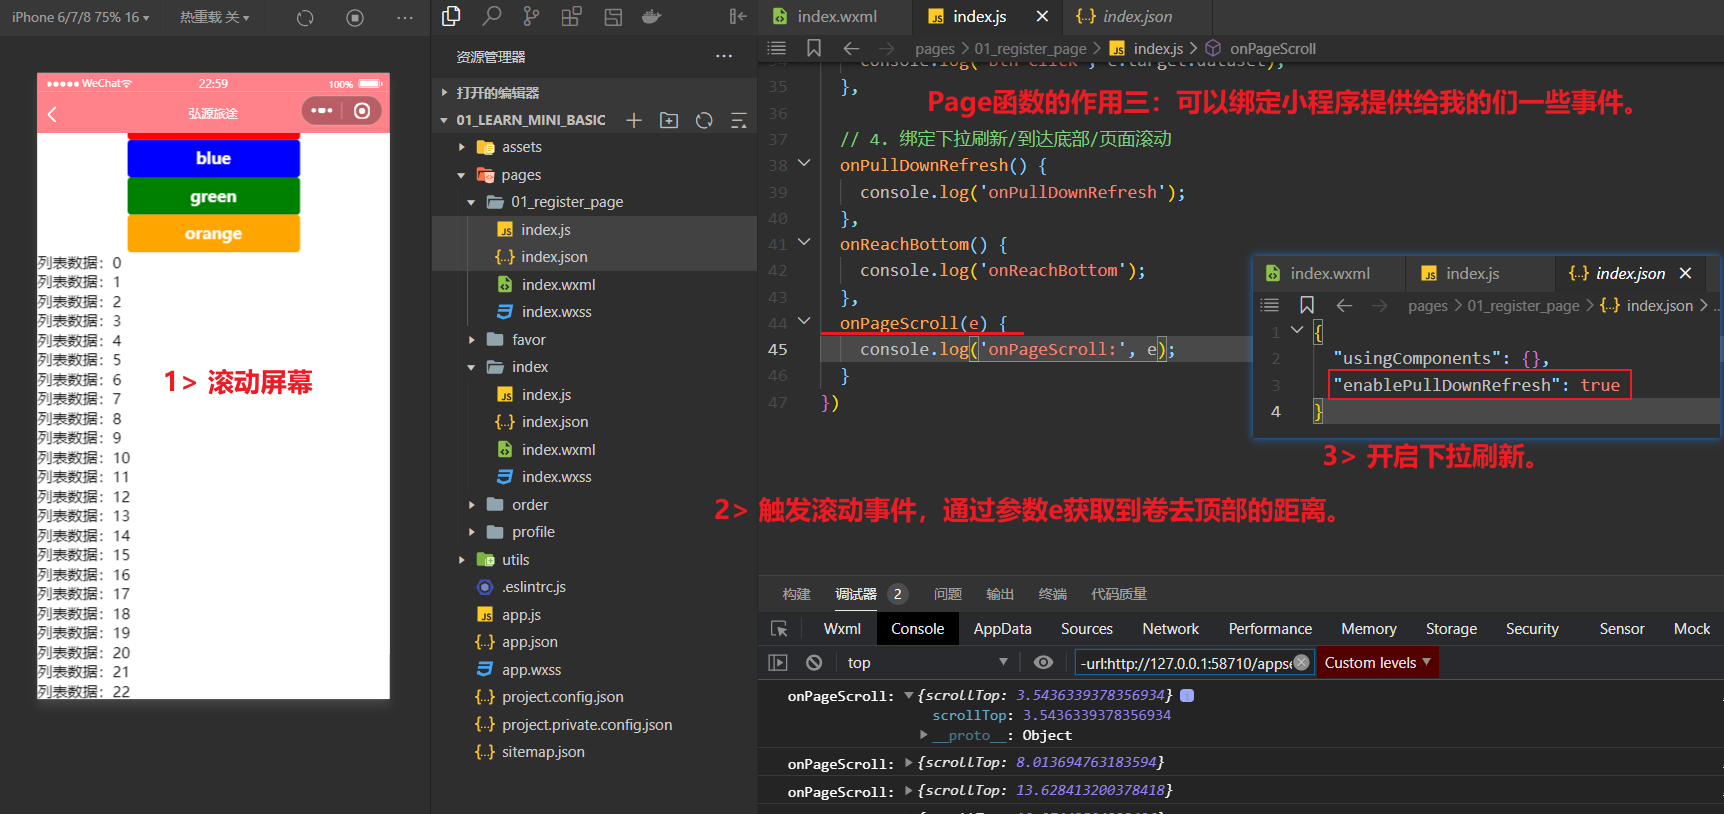 iPhone 6/7/8 75% 16
热重载 关
WeChat
22:59
100%
弘源旅途
blue
green
orange
列表数据：0
列表数据：1
列表数据：2
列表数据：3
列表数据：4
列表数据：5
列表数据：6
列表数据：7
列表数据：8
列表数据：9
列表数据：10
列表数据：11
列表数据：12
列表数据：13
列表数据：14
列表数据：15
列表数据：16
列表数据：17
列表数据：18
列表数据：19
列表数据：20
列表数据：21
列表数据：22
1> 滚动屏幕
资源管理器
打开的编辑器
01_LEARN_MINI_BASIC
assets
pages
01_register_page
index.js
index.json
index.wxml
index.wxss
favor
index
index.js
index.json
index.wxml
index.wxss
order
profile
utils
.eslintrc.js
app.js
app.json
app.wxss
project.config.json
project.private.config.json
sitemap.json
index.wxml
index.js
index.json
pages > 01_register_page > index.js > onPageScroll
35 },
Page函数的作用三：可以绑定小程序提供给我的们一些事件。
36
37 // 4. 绑定下拉刷新/到达底部/页面滚动
38 onPullDownRefresh() {
39 console.log('onPullDownRefresh');
40 },
41 onReachBottom() {
42 console.log('onReachBottom');
43 },
44 onPageScroll(e) {
45 console.log('onPageScroll:', e);
46 }
47 })
index.wxml
index.js
index.json
pages > 01_register_page > index.json > ..
1 {
2 "usingComponents": {},
3 "enablePullDownRefresh": true
4 }
3> 开启下拉刷新。
2> 触发滚动事件，通过参数e获取到卷去顶部的距离。
构建 调试器 2 问题 输出 终端 代码质量
Wxml Console AppData Sources Network Performance Memory Storage Security Sensor Mock
top
-url:http://127.0.0.1:58710/appse
Custom levels
onPageScroll: {scrollTop: 3.5436339378356934}
scrollTop: 3.5436339378356934
__proto__: Object
onPageScroll: {scrollTop: 8.013694763183594}
onPageScroll: {scrollTop: 13.628413200378418}